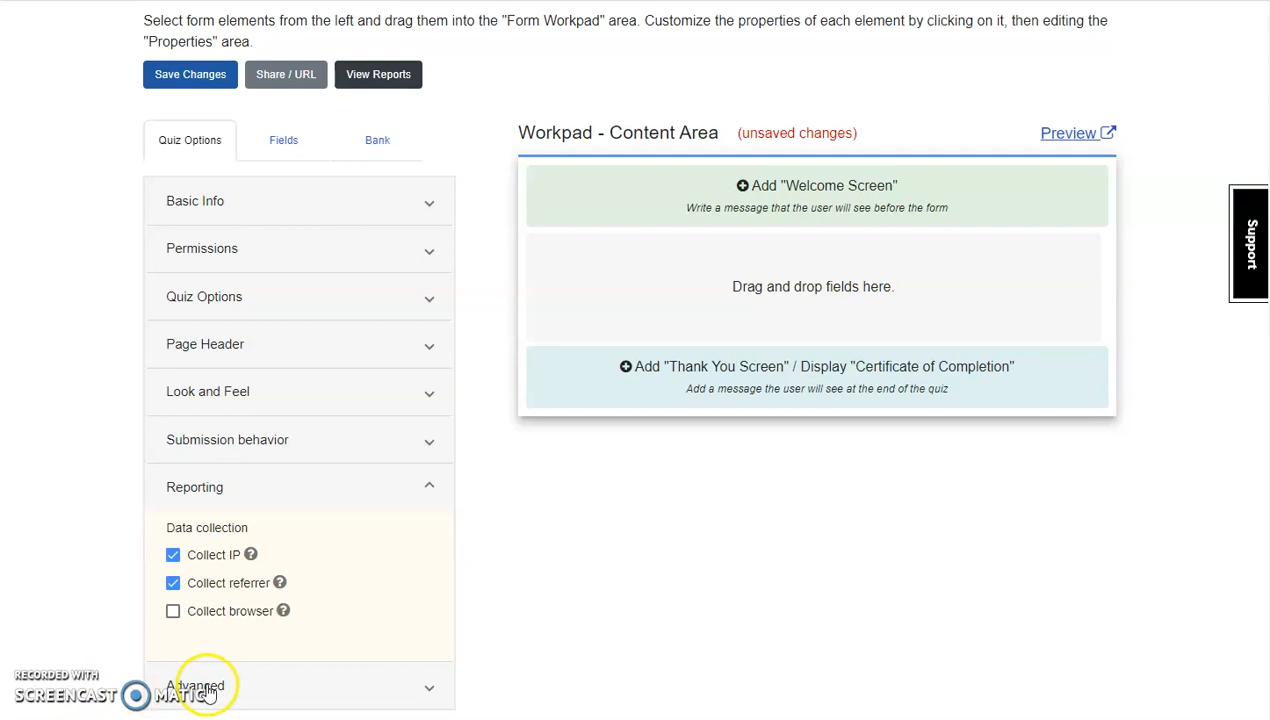 Select form elements from the left and drag them into the "Form Workpad" area. Customize the properties of each element by clicking on it, then editing the
"Properties" area.
Save Changes
Share / URL
View Reports
Quiz Options
Fields
Bank
Basic Info
Permissions
Quiz Options
Page Header
Look and Feel
Submission behavior
Reporting
Data collection
Collect IP
Collect referrer
Collect browser
Advanced
Workpad - Content Area
(unsaved changes)
Preview
Add "Welcome Screen"
Write a message that the user will see before the form
Drag and drop fields here.
Add "Thank You Screen" / Display "Certificate of Completion"
Add a message the user will see at the end of the quiz
Support
RECORDED WITH
SCREENCAST MATIC